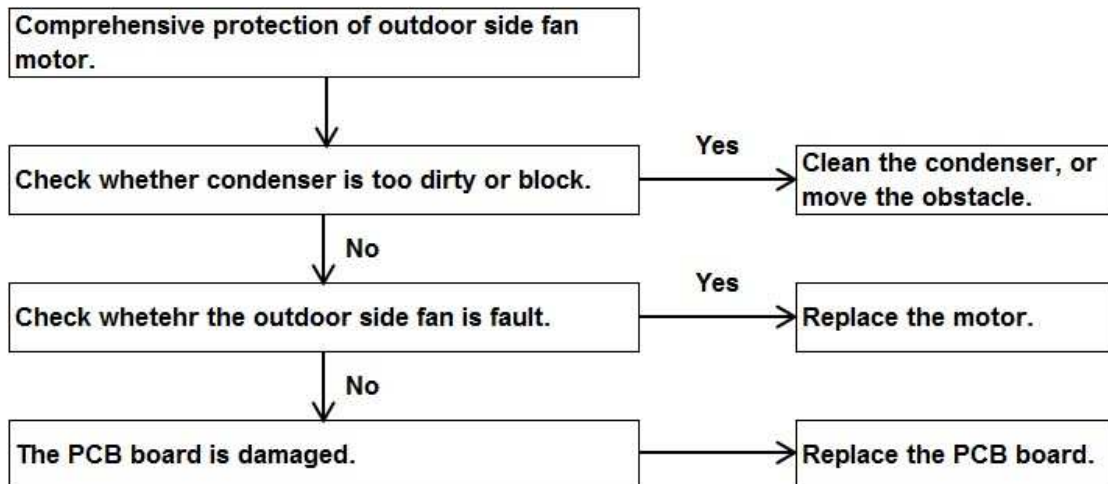 Comprehensive protection of outdoor side fan
motor.
Yes
Check whether condenser is too dirty or block.
Clean the condenser, or
move the obstacle.
No
Yes
Check whetehr the outdoor side fan is fault.
Replace the motor.
No
The PCB board is damaged.
Replace the PCB board.